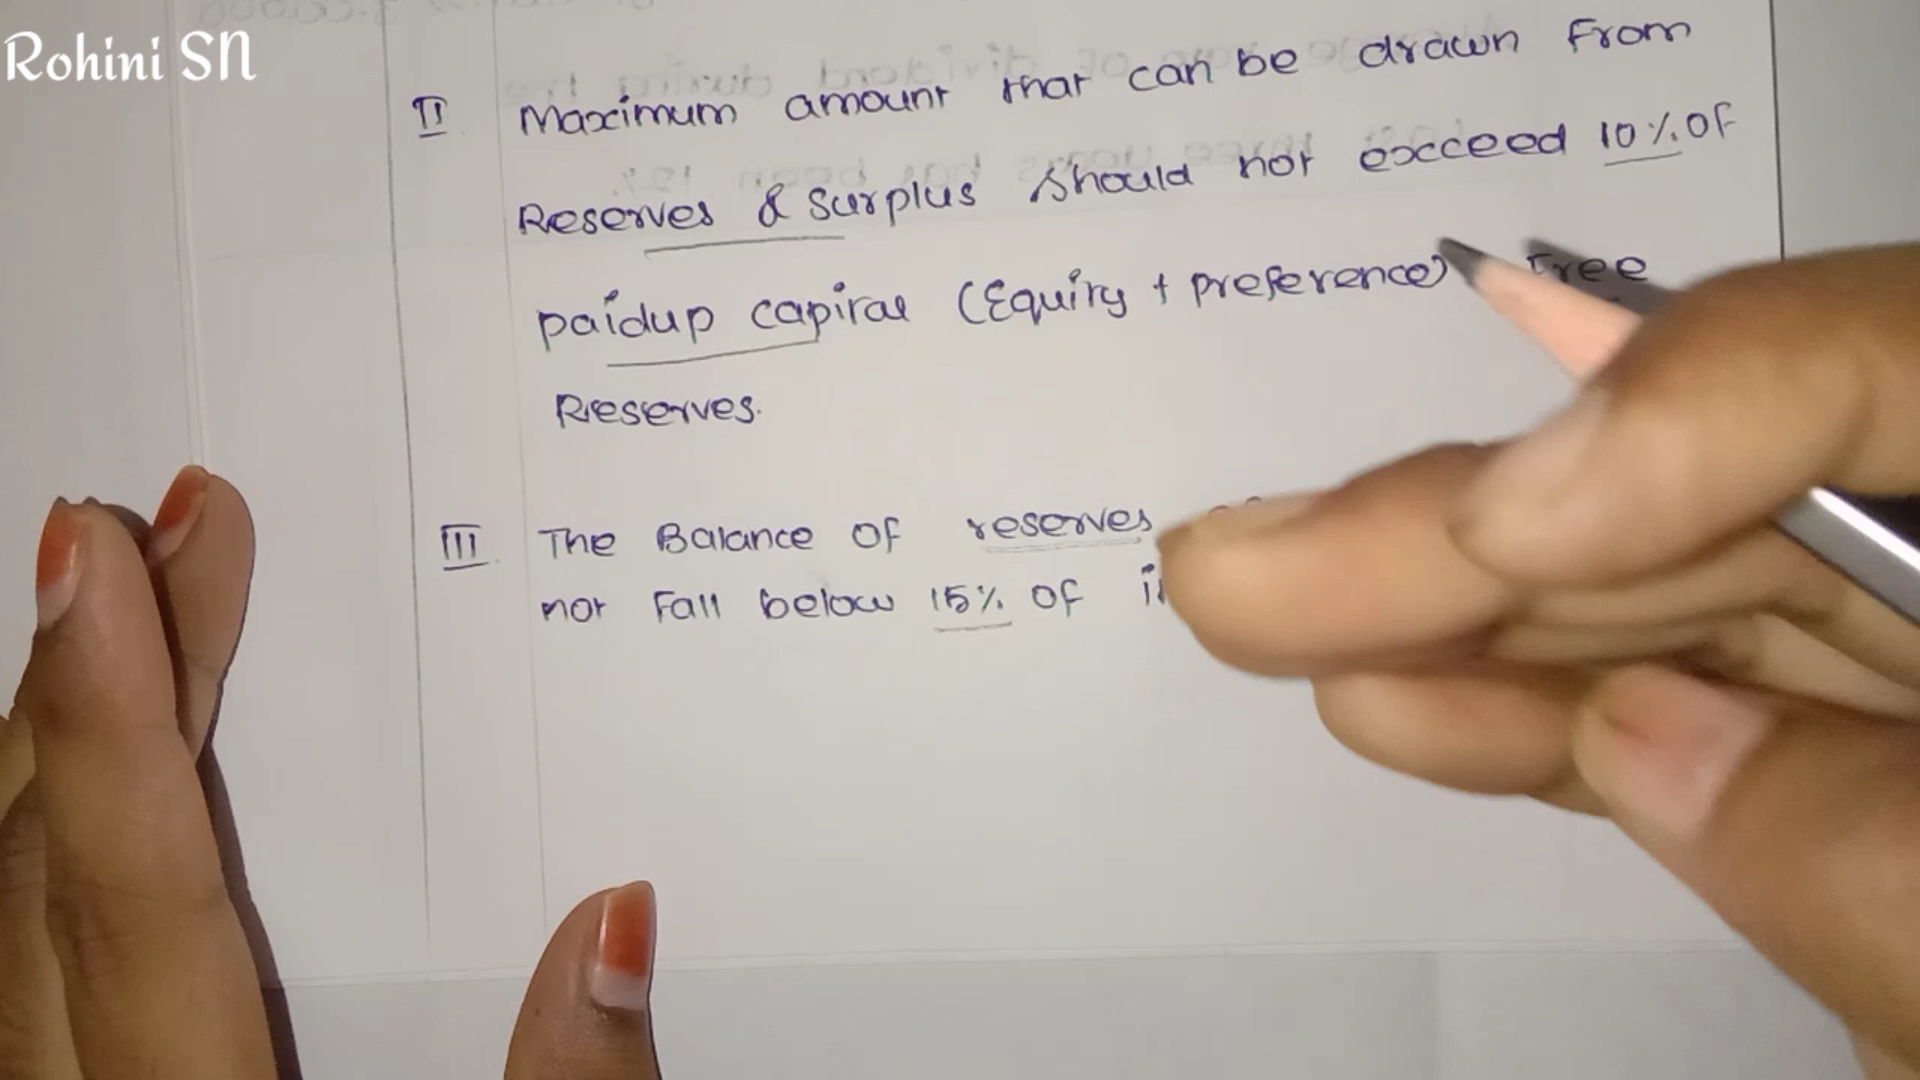 Rohini SN
II Maximum amount that can be drawn From
Reserves & surplus should not exceed 10% OF
paidup capital (Equity + preference) Free
Reserves.
III The Balance OF reserves
not Fall below 15% OF